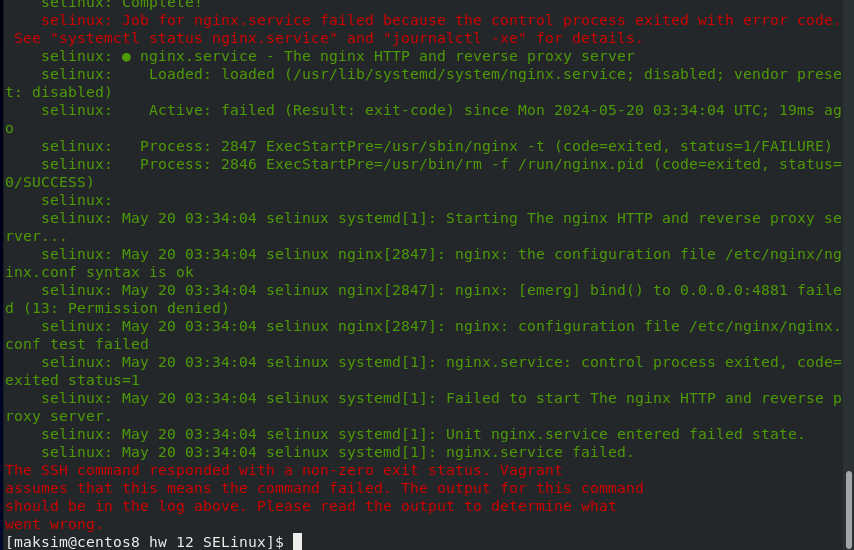 selinux: Complete!
selinux: Job for nginx.service failed because the control process exited with error code.
See "systemctl status nginx.service" and "journalctl -xe" for details.
selinux: ● nginx.service - The nginx HTTP and reverse proxy server
selinux:    Loaded: loaded (/usr/lib/systemd/system/nginx.service; disabled; vendor prese
t: disabled)
selinux:    Active: failed (Result: exit-code) since Mon 2024-05-20 03:34:04 UTC; 19ms ag
o
selinux:   Process: 2847 ExecStartPre=/usr/sbin/nginx -t (code=exited, status=1/FAILURE)
selinux:   Process: 2846 ExecStartPre=/usr/bin/rm -f /run/nginx.pid (code=exited, status=
0/SUCCESS)
selinux:
selinux: May 20 03:34:04 selinux systemd[1]: Starting The nginx HTTP and reverse proxy se
rver...
selinux: May 20 03:34:04 selinux nginx[2847]: nginx: the configuration file /etc/nginx/ng
inx.conf syntax is ok
selinux: May 20 03:34:04 selinux nginx[2847]: nginx: [emerg] bind() to 0.0.0.0:4881 faile
d (13: Permission denied)
selinux: May 20 03:34:04 selinux nginx[2847]: nginx: configuration file /etc/nginx/nginx.
conf test failed
selinux: May 20 03:34:04 selinux systemd[1]: nginx.service: control process exited, code=
exited status=1
selinux: May 20 03:34:04 selinux systemd[1]: Failed to start The nginx HTTP and reverse p
roxy server.
selinux: May 20 03:34:04 selinux systemd[1]: Unit nginx.service entered failed state.
selinux: May 20 03:34:04 selinux systemd[1]: nginx.service failed.
The SSH command responded with a non-zero exit status. Vagrant
assumes that this means the command failed. The output for this command
should be in the log above. Please read the output to determine what
went wrong.
[maksim@centos8 hw 12 SELinux]$